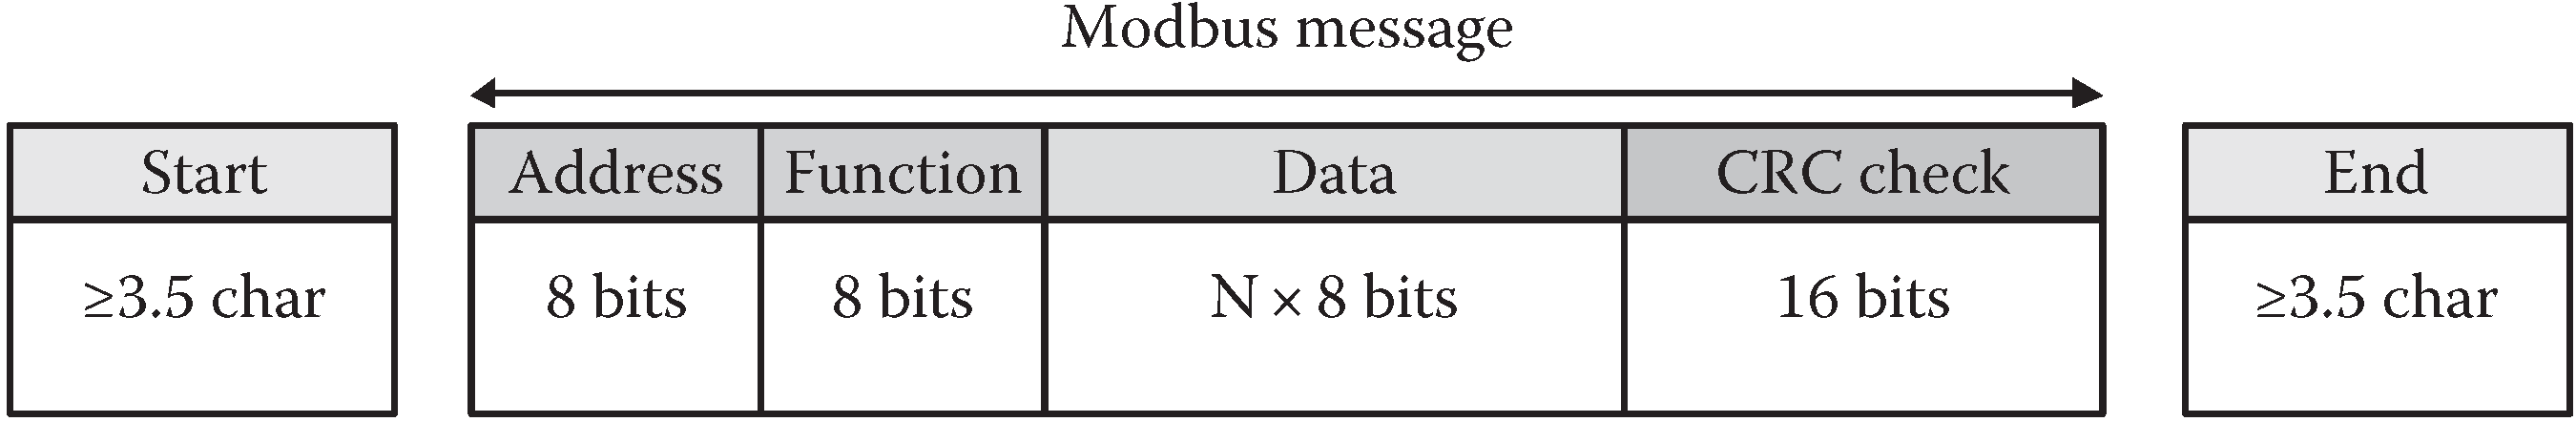 Modbus message
Start Address Function Data CRC check End
≥3.5 char 8 bits 8 bits N × 8 bits 16 bits ≥3.5 char